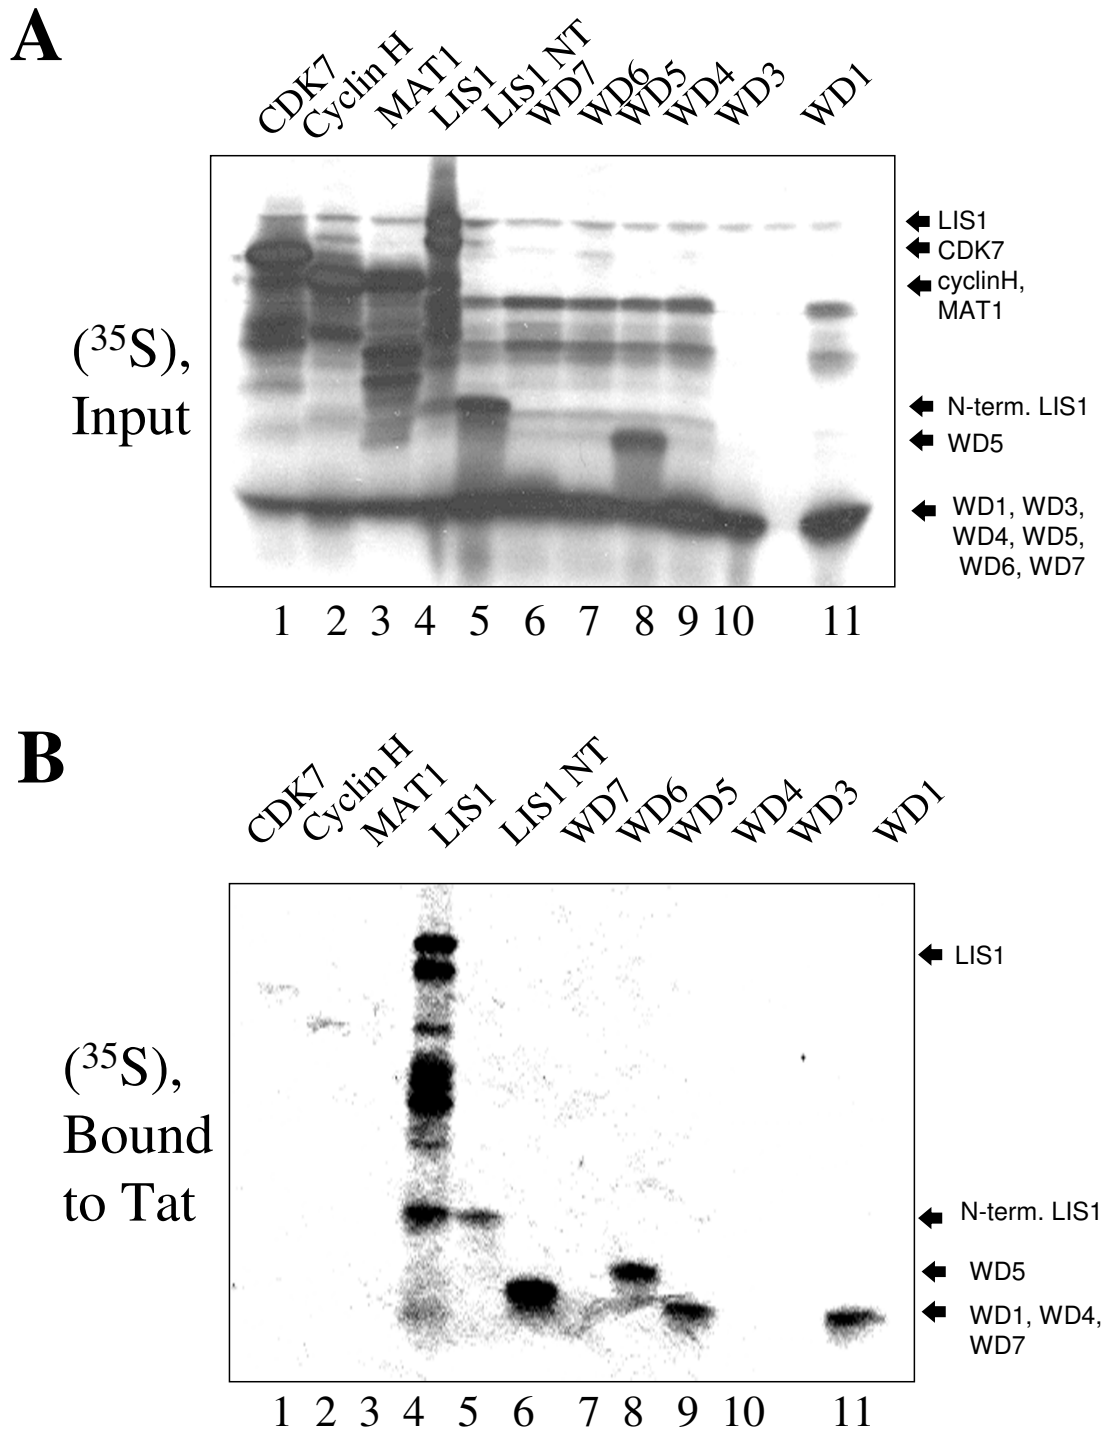 A
CDK7
Cyclin H
MAT1
LIS1
LIS1 NT
WD7
WD6
WD5
WD4
WD3
WD1
(³⁵S),
Input
LIS1
CDK7
cyclinH,
MAT1
N-term. LIS1
WD5
WD1, WD3,
WD4, WD5,
WD6, WD7
1 2 3 4 5 6 7 8 9 10 11
B
CDK7
Cyclin H
MAT1
LIS1
LIS1 NT
WD7
WD6
WD5
WD4
WD3
WD1
(³⁵S),
Bound
to Tat
LIS1
N-term. LIS1
WD5
WD1, WD4,
WD7
1 2 3 4 5 6 7 8 9 10 11